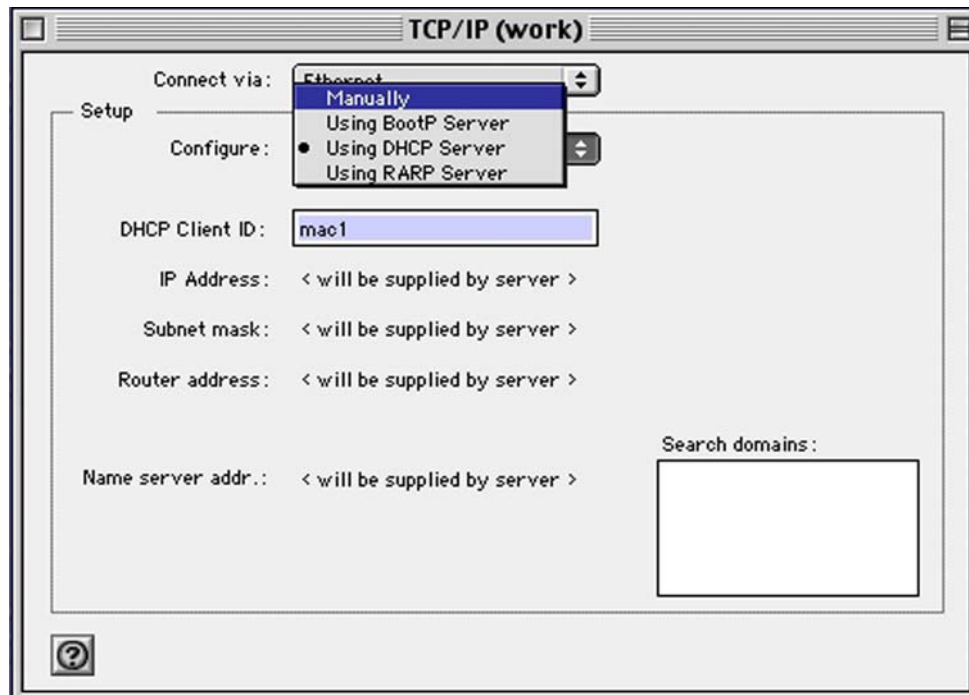 TCP/IP (work)
Connect via: Ethernet
Setup
Manually
Using BootP Server
Configure: Using DHCP Server
Using RARP Server
DHCP Client ID: mac1
IP Address: < will be supplied by server >
Subnet mask: < will be supplied by server >
Router address: < will be supplied by server >
Search domains:
Name server addr.: < will be supplied by server >
?